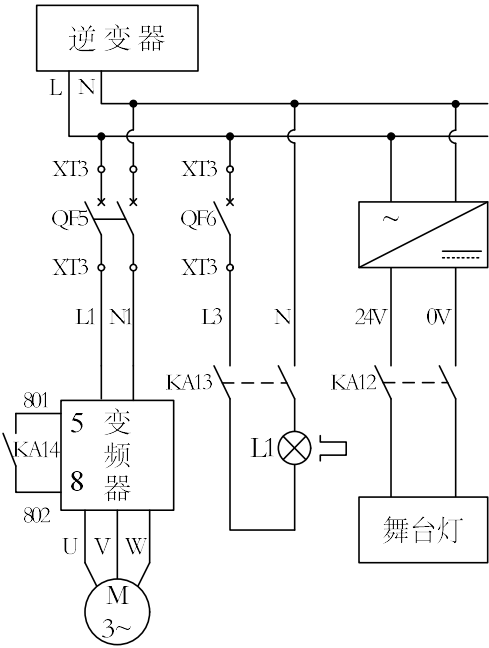 逆变器
L N
XT3 XT3
QF5 QF6 ~
XT3 XT3
L1 N1 L3 N 24V 0V
KA13 KA12
801
5 变频器
KA14 L1
8
802 舞台灯
U V W
M
3~